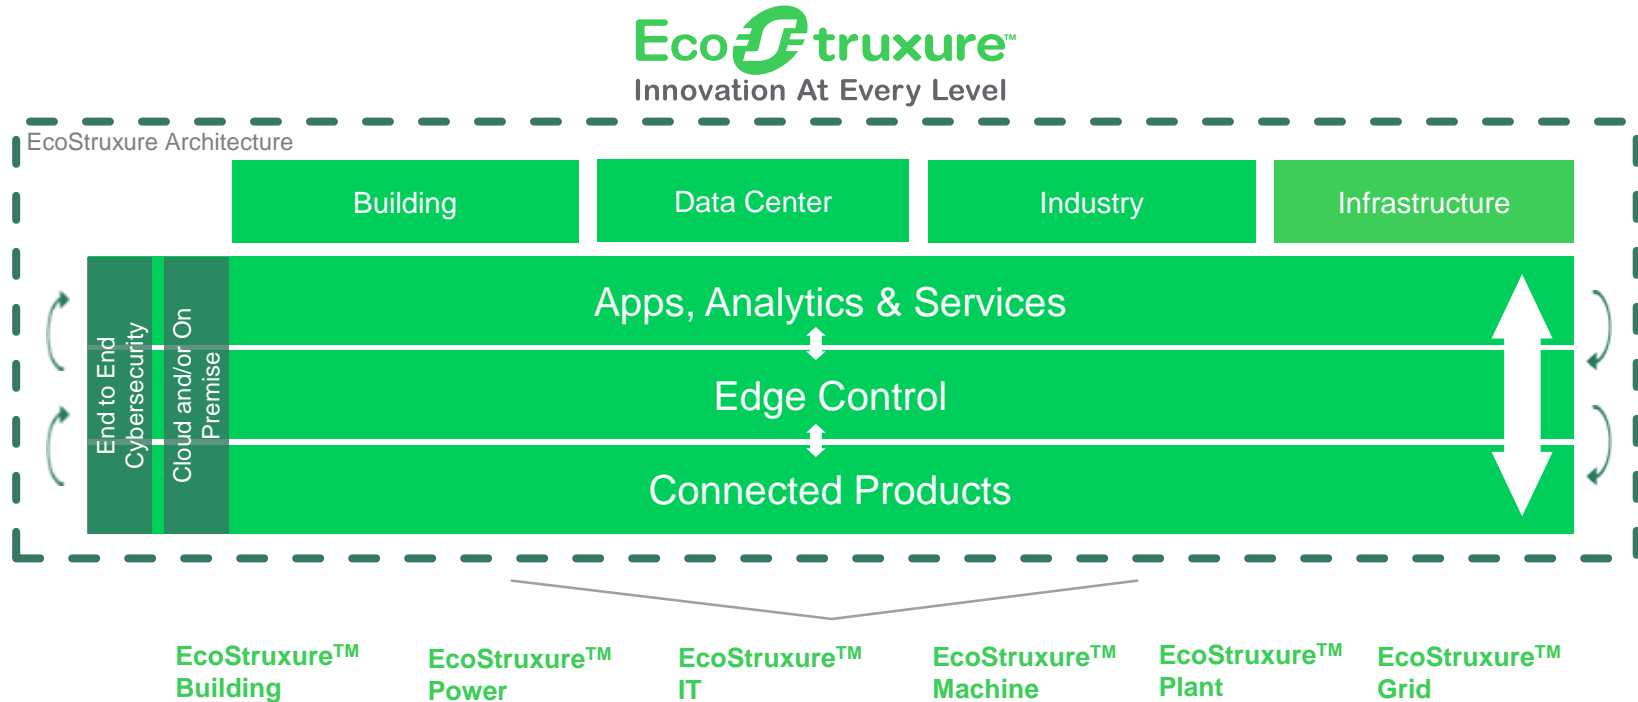 EcoStruxure™
Innovation At Every Level
EcoStruxure Architecture
Building
Data Center
Industry
Infrastructure
End to End
Cybersecurity
Cloud and/or On
Premise
Apps, Analytics & Services
Edge Control
Connected Products
EcoStruxure™
Building
EcoStruxure™
Power
EcoStruxure™
IT
EcoStruxure™
Machine
EcoStruxure™
Plant
EcoStruxure™
Grid